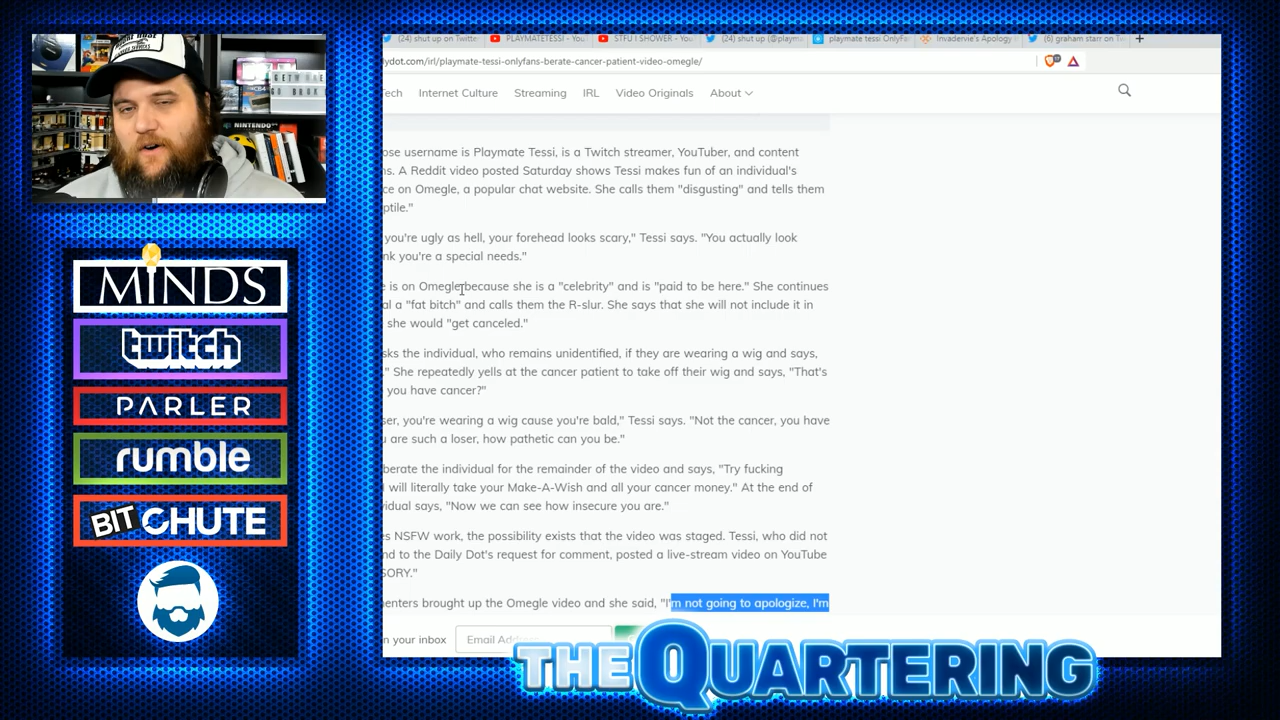 (24) shut up on Twitte
PLAYMATETESSI - You
STFU I SHOWER - You
(24) shut up (@playm
playmate tessi OnlyFa
Invadervie's Apology -
(6) graham starr on Tw
lydot.com/irl/playmate-tessi-onlyfans-berate-cancer-patient-video-omegle/
Tech Internet Culture Streaming IRL Video Originals About
ose username is Playmate Tessi, is a Twitch streamer, YouTuber, and content
ns. A Reddit video posted Saturday shows Tessi makes fun of an individual's
ce on Omegle, a popular chat website. She calls them "disgusting" and tells them
ptile."
you're ugly as hell, your forehead looks scary," Tessi says. "You actually look
nk you're a special needs."
e is on Omegle because she is a "celebrity" and is "paid to be here." She continues
al a "fat bitch" and calls them the R-slur. She says that she will not include it in
she would "get canceled."
sks the individual, who remains unidentified, if they are wearing a wig and says,
." She repeatedly yells at the cancer patient to take off their wig and says, "That's
you have cancer?"
ser, you're wearing a wig cause you're bald," Tessi says. "Not the cancer, you have
u are such a loser, how pathetic can you be."
berate the individual for the remainder of the video and says, "Try fucking
I will literally take your Make-A-Wish and all your cancer money." At the end of
vidual says, "Now we can see how insecure you are."
es NSFW work, the possibility exists that the video was staged. Tessi, who did not
nd to the Daily Dot's request for comment, posted a live-stream video on YouTube
SORY."
nenters brought up the Omegle video and she said, "I'm not going to apologize, I'm
n your inbox
Email Address
MINDS
twitch
PARLER
rumble
BITCHUTE
THE QUARTERING
GETW
GO BROK
NINTENDO